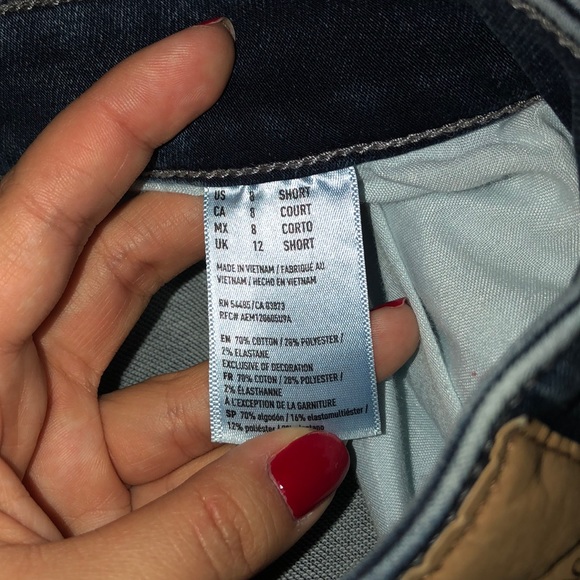 US 8 SHORT
CA 8 COURT
MX 8 CORTO
UK 12 SHORT
MADE IN VIETNAM / FABRIQUÉ AU
VIETNAM / HECHO EN VIETNAM
RN 54485/CA 03873
RFC# AEM120605U9A
EN 70% COTTON / 28% POLYESTER /
2% ELASTANE
EXCLUSIVE OF DECORATION
FR 70% COTON / 28% POLYESTER /
2% ÉLASTHANNE
À L'EXCEPTION DE LA GARNITURE
SP 70% algodón / 16% elastomultiéster /
12% poliéster /